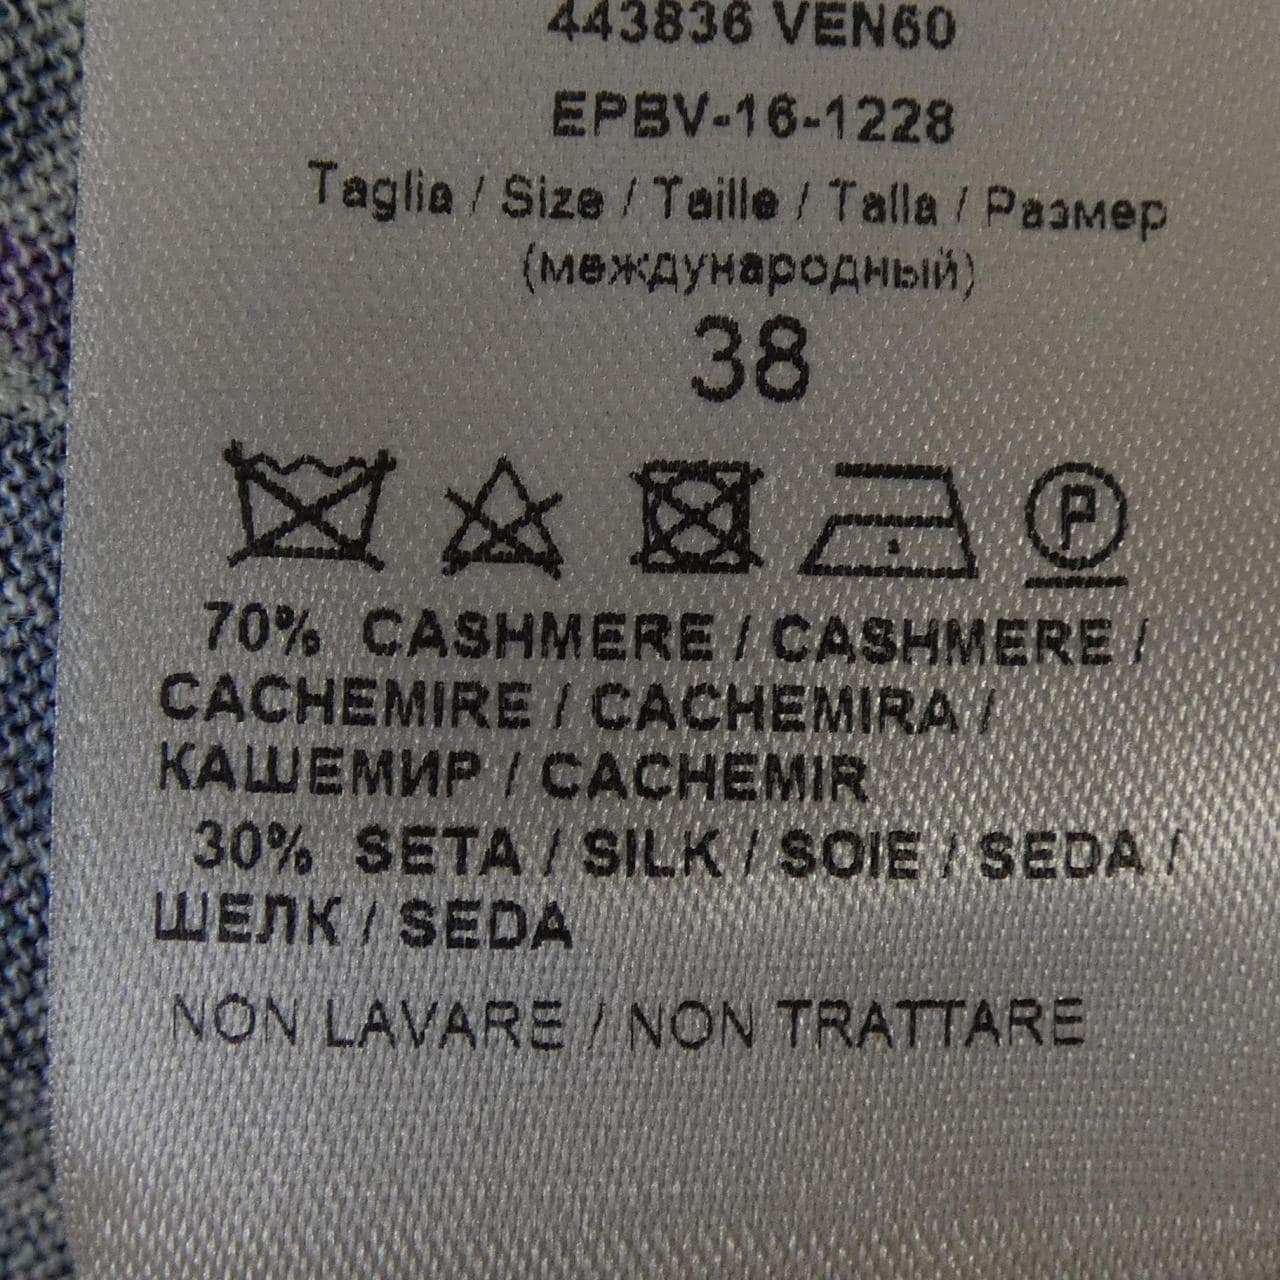 443836 VEN60
EPBV-16-1228
Taglia / Size / Taille / Talla / Размер
(международный)
38
P
70% CASHMERE / CASHMERE /
CACHEMIRE / CACHEMIRA /
КАШЕМИР / CACHEMIR
30% SETA / SILK / SOIE / SEDA /
ШЕЛК / SEDA
NON LAVARE / NON TRATTARE